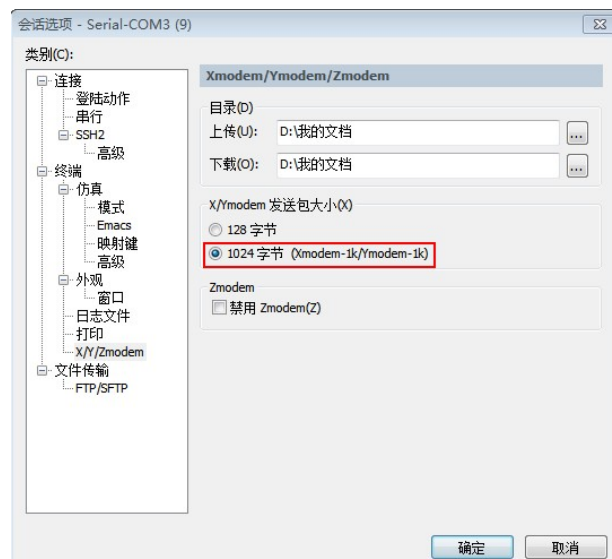 会话选项 - Serial-COM3 (9)
类别(C):
连接
登陆动作
串行
SSH2
高级
终端
仿真
模式
Emacs
映射键
高级
外观
窗口
日志文件
打印
X/Y/Zmodem
文件传输
FTP/SFTP
Xmodem/Ymodem/Zmodem
目录(D)
上传(U): D:\我的文档 ...
下载(O): D:\我的文档 ...
X/Ymodem 发送包大小(X)
128 字节
1024 字节 (Xmodem-1k/Ymodem-1k)
Zmodem
禁用 Zmodem(Z)
确定 取消